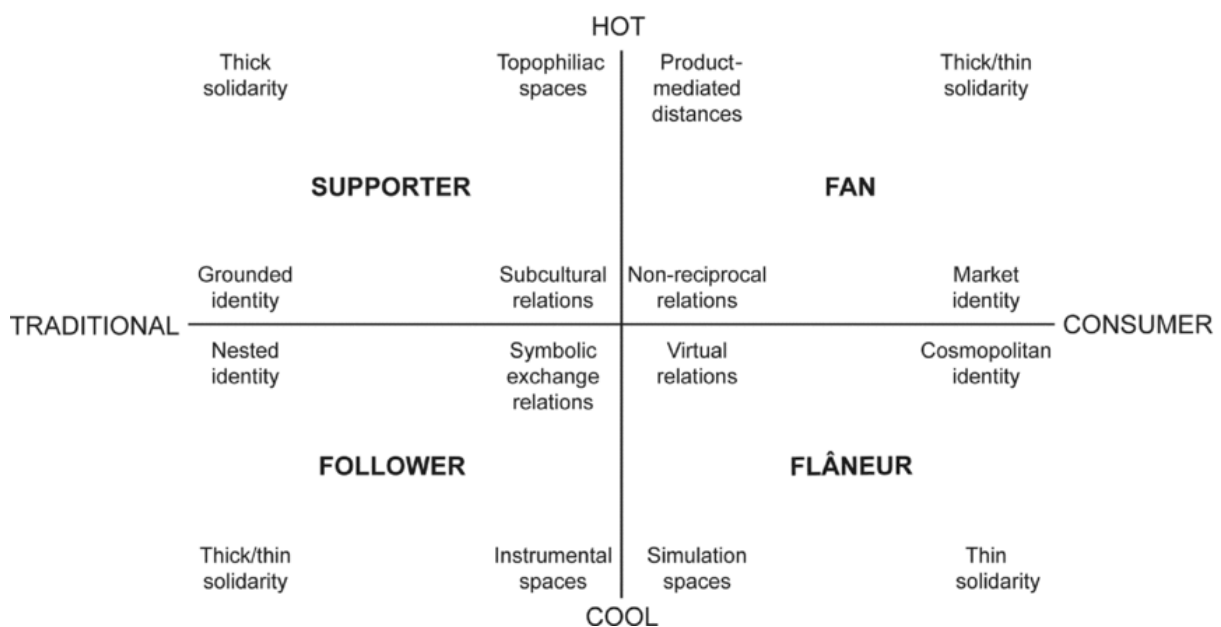 HOT
Thick
solidarity
Topophiliac
spaces
Product-
mediated
distances
Thick/thin
solidarity
SUPPORTER
FAN
Grounded
identity
Subcultural
relations
Non-reciprocal
relations
Market
identity
TRADITIONAL
CONSUMER
Nested
identity
Symbolic
exchange
relations
Virtual
relations
Cosmopolitan
identity
FOLLOWER
FLÂNEUR
Thick/thin
solidarity
Instrumental
spaces
Simulation
spaces
Thin
solidarity
COOL